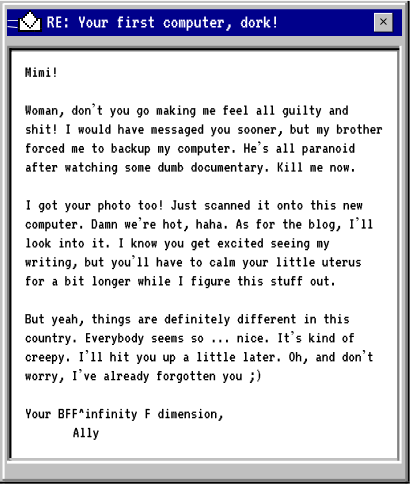 RE: Your first computer, dork!
Mimi!
Woman, don't you go making me feel all guilty and
shit! I would have messaged you sooner, but my brother
forced me to backup my computer. He's all paranoid
after watching some dumb documentary. Kill me now.
I got your photo too! Just scanned it onto this new
computer. Damn we're hot, haha. As for the blog, I'll
look into it. I know you get excited seeing my
writing, but you'll have to calm your little uterus
for a bit longer while I figure this stuff out.
But yeah, things are definitely different in this
country. Everybody seems so ... nice. It's kind of
creepy. I'll hit you up a little later. Oh, and don't
worry, I've already forgotten you ;)
Your BFF^infinity F dimension,
Ally